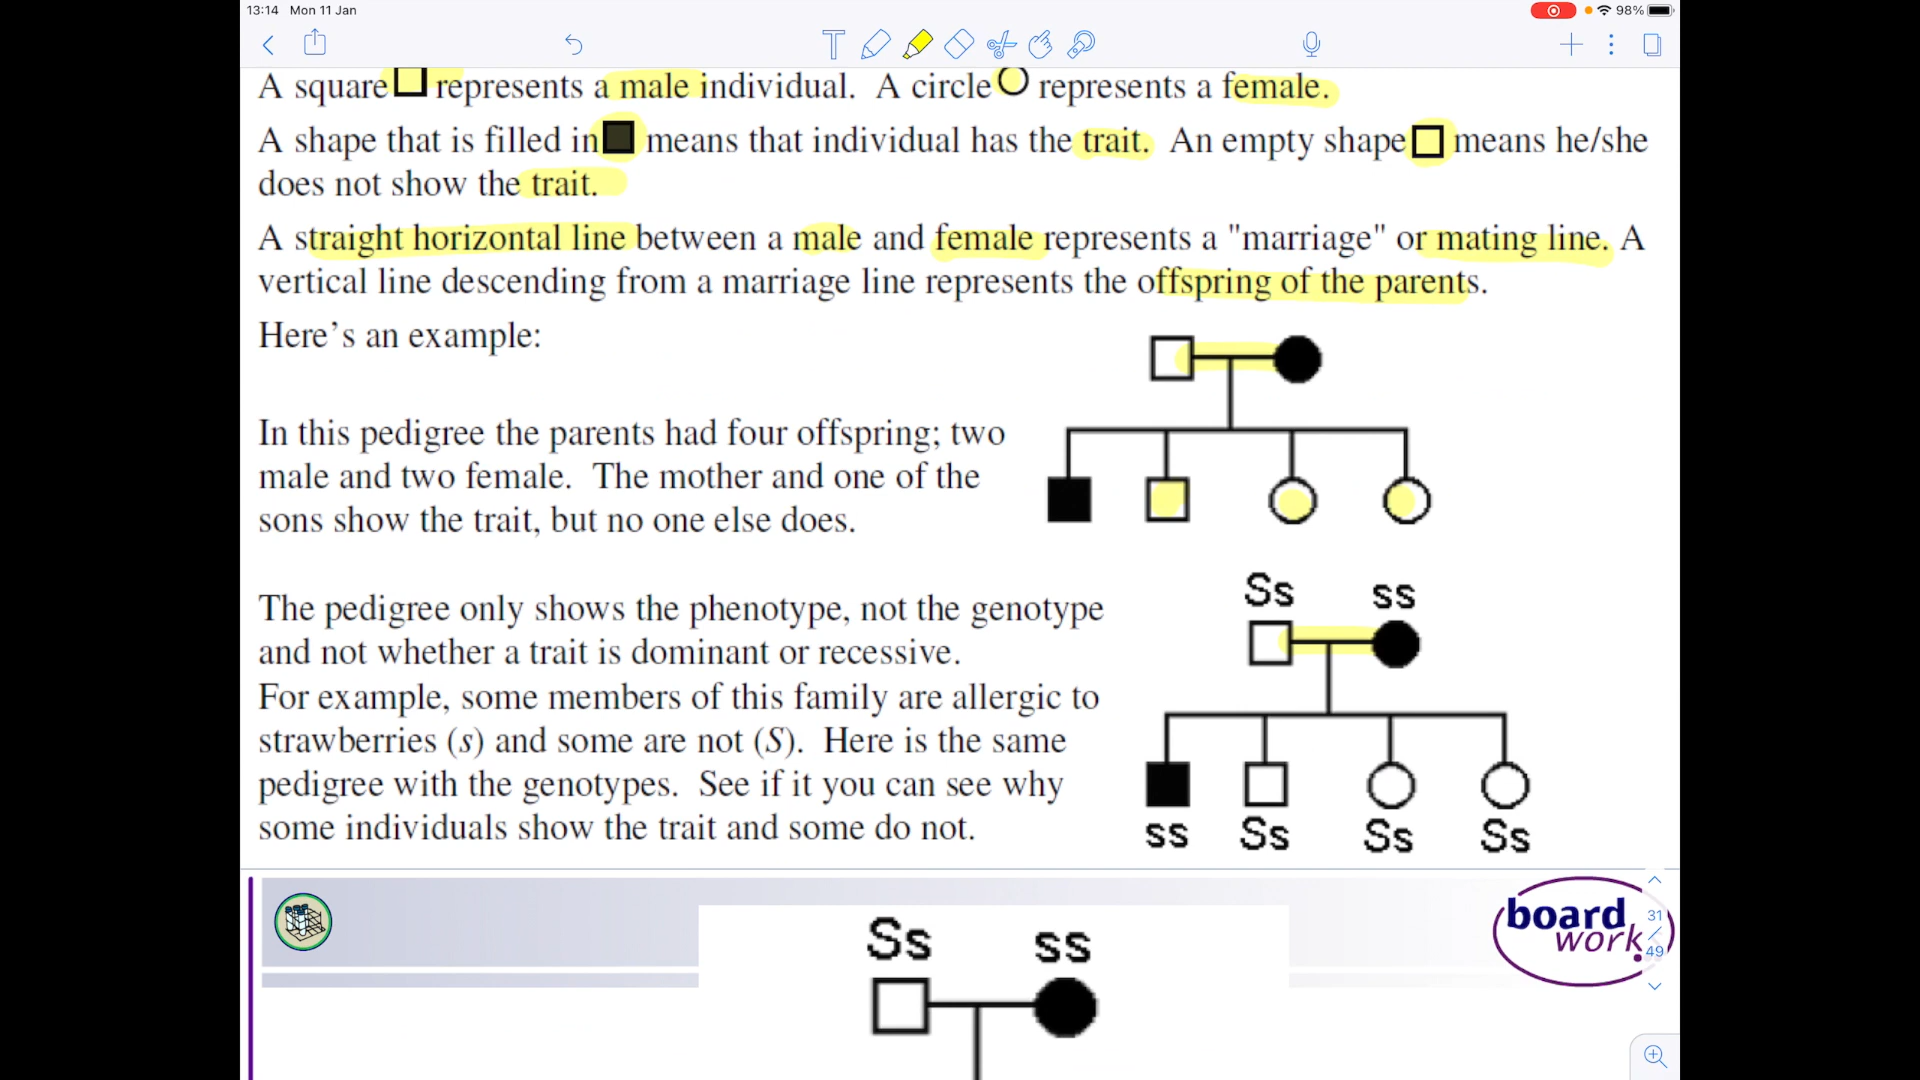 13:14 Mon 11 Jan
98%
A square represents a male individual. A circle represents a female.
A shape that is filled in means that individual has the trait. An empty shape means he/she
does not show the trait.
A straight horizontal line between a male and female represents a "marriage" or mating line. A
vertical line descending from a marriage line represents the offspring of the parents.
Here's an example:
In this pedigree the parents had four offspring; two
male and two female. The mother and one of the
sons show the trait, but no one else does.
Ss ss
The pedigree only shows the phenotype, not the genotype
and not whether a trait is dominant or recessive.
For example, some members of this family are allergic to
strawberries (s) and some are not (S). Here is the same
pedigree with the genotypes. See if it you can see why
some individuals show the trait and some do not.
ss Ss Ss Ss
board
work
31
49
Ss ss